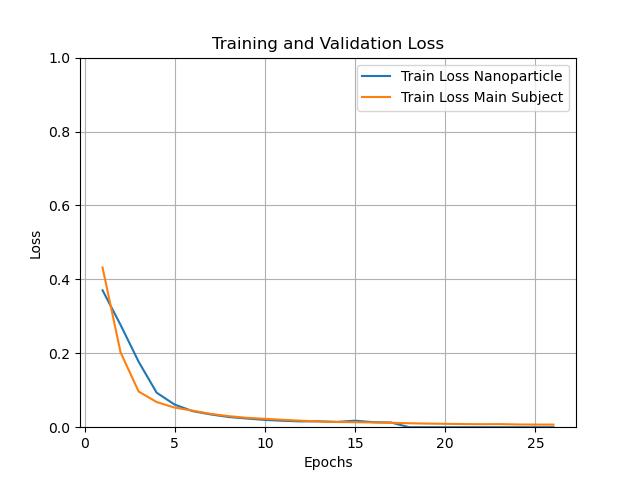 Training and Validation Loss
Train Loss Nanoparticle
Train Loss Main Subject
1.0
0.8
0.6
0.4
0.2
0.0
Loss
0 5 10 15 20 25
Epochs